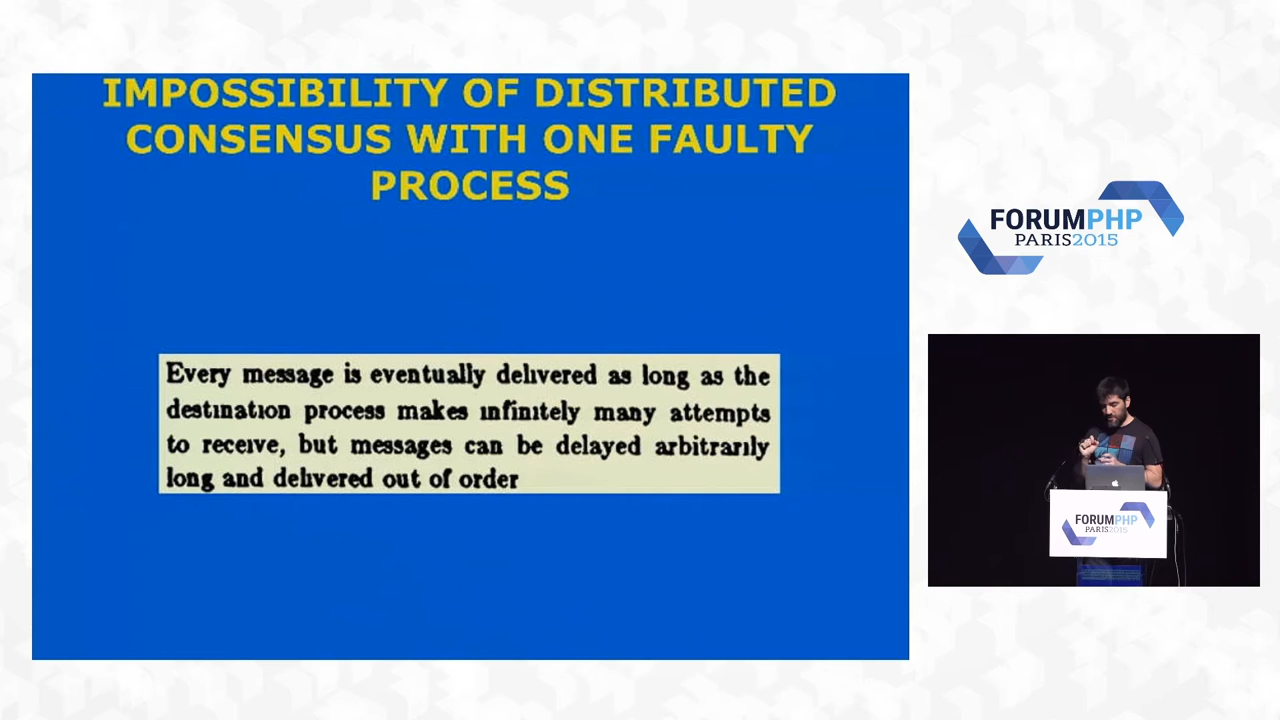 IMPOSSIBILITY OF DISTRIBUTED
CONSENSUS WITH ONE FAULTY
PROCESS
Every message is eventually delivered as long as the
destination process makes infinitely many attempts
to receive, but messages can be delayed arbitrarily
long and delivered out of order
FORUMPHP
PARIS2015
FORUMPHP
PARIS2015